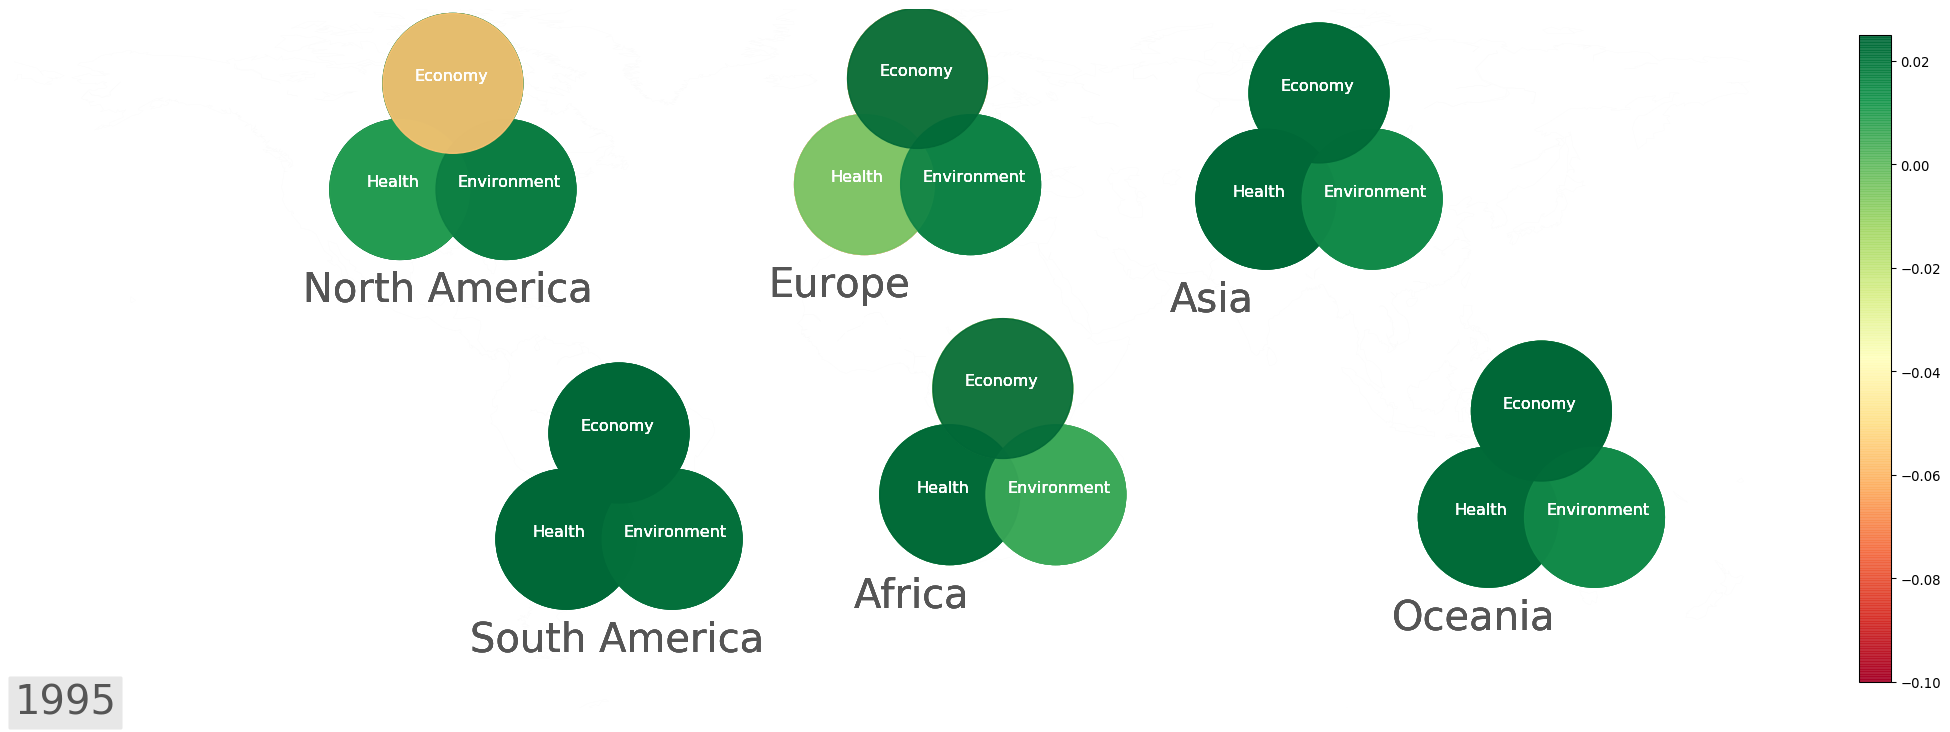 Economy
Health
Environment
North America
Economy
Health
Environment
Europe
Economy
Health
Environment
Asia
Economy
Health
Environment
South America
Economy
Health
Environment
Africa
Economy
Health
Environment
Oceania
1995
0.02
0.00
−0.02
−0.04
−0.06
−0.08
−0.10